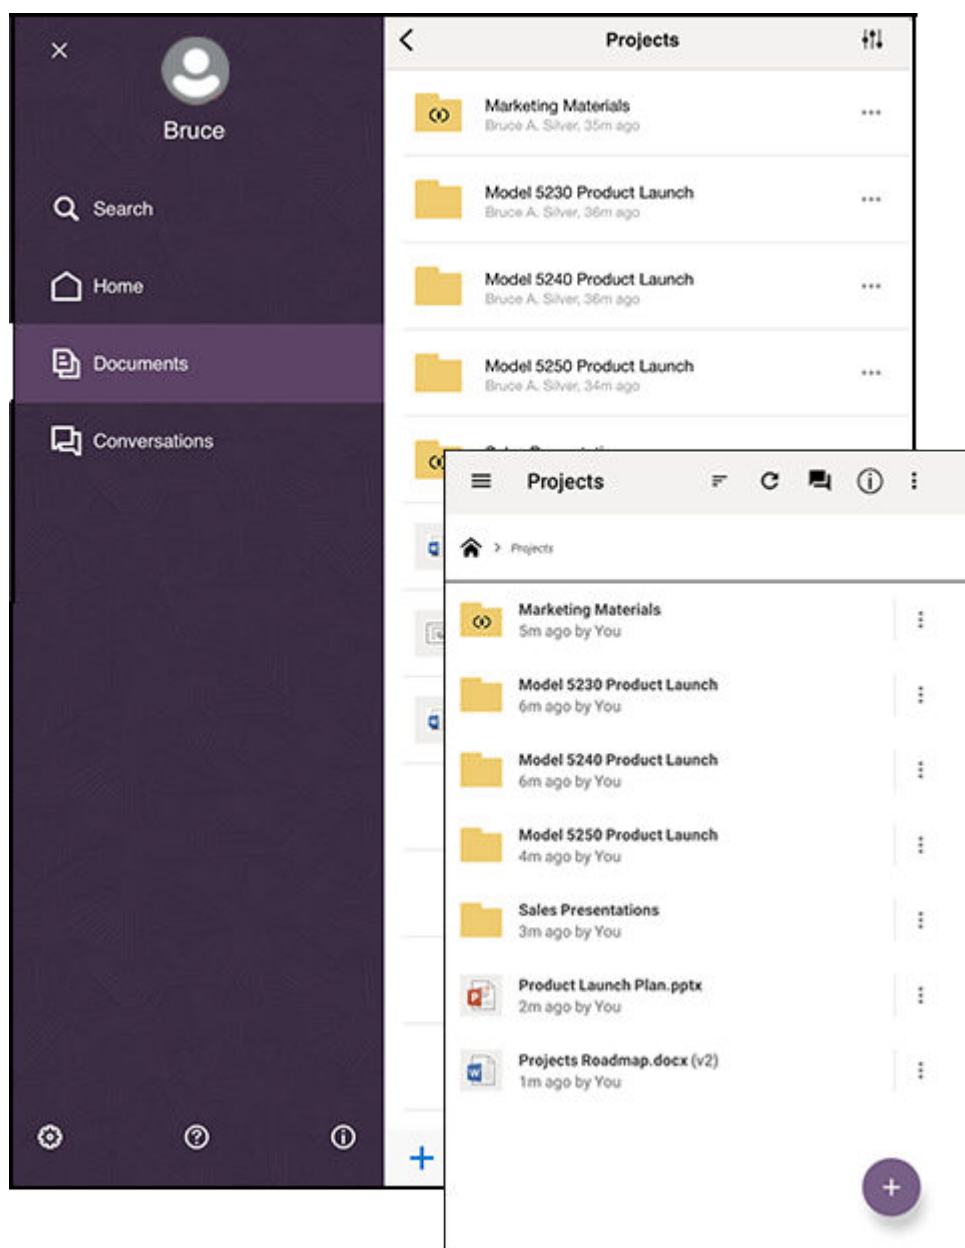 Bruce
Search
Home
Documents
Conversations
Projects
Marketing Materials
Bruce A. Silver, 35m ago
Model 5230 Product Launch
Bruce A. Silver, 36m ago
Model 5240 Product Launch
Bruce A. Silver, 36m ago
Model 5250 Product Launch
Bruce A. Silver, 34m ago
Projects
Projects
Marketing Materials
5m ago by You
Model 5230 Product Launch
6m ago by You
Model 5240 Product Launch
6m ago by You
Model 5250 Product Launch
4m ago by You
Sales Presentations
3m ago by You
Product Launch Plan.pptx
2m ago by You
Projects Roadmap.docx (v2)
1m ago by You